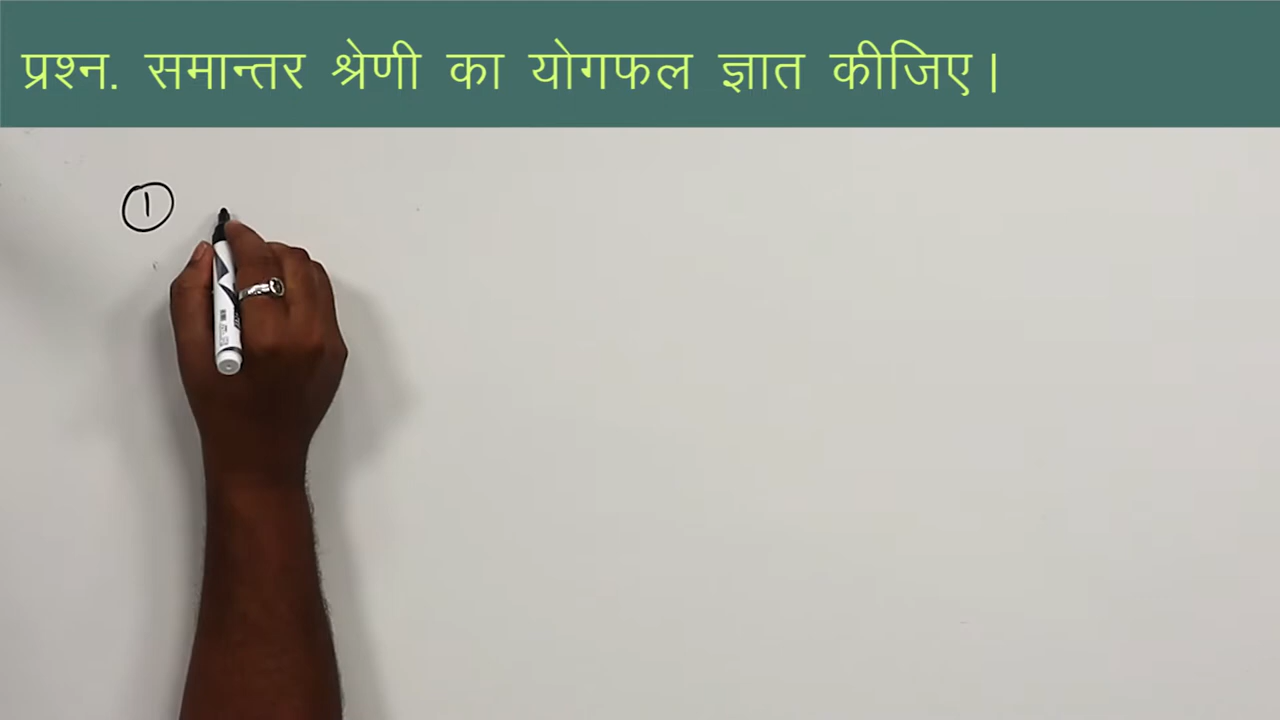 प्रश्न. समान्तर श्रेणी का योगफल ज्ञात कीजिए।
1